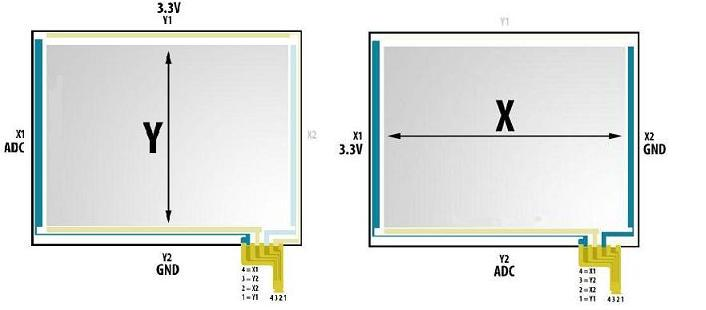 3.3V
Y1
Y
X1
ADC
X2
Y2
GND
4 = X1
3 = Y2
2 = X2
1 = Y1
4 3 2 1
Y1
X
X1
3.3V
X2
GND
Y2
ADC
4 = X1
3 = Y2
2 = X2
1 = Y1
4 3 2 1